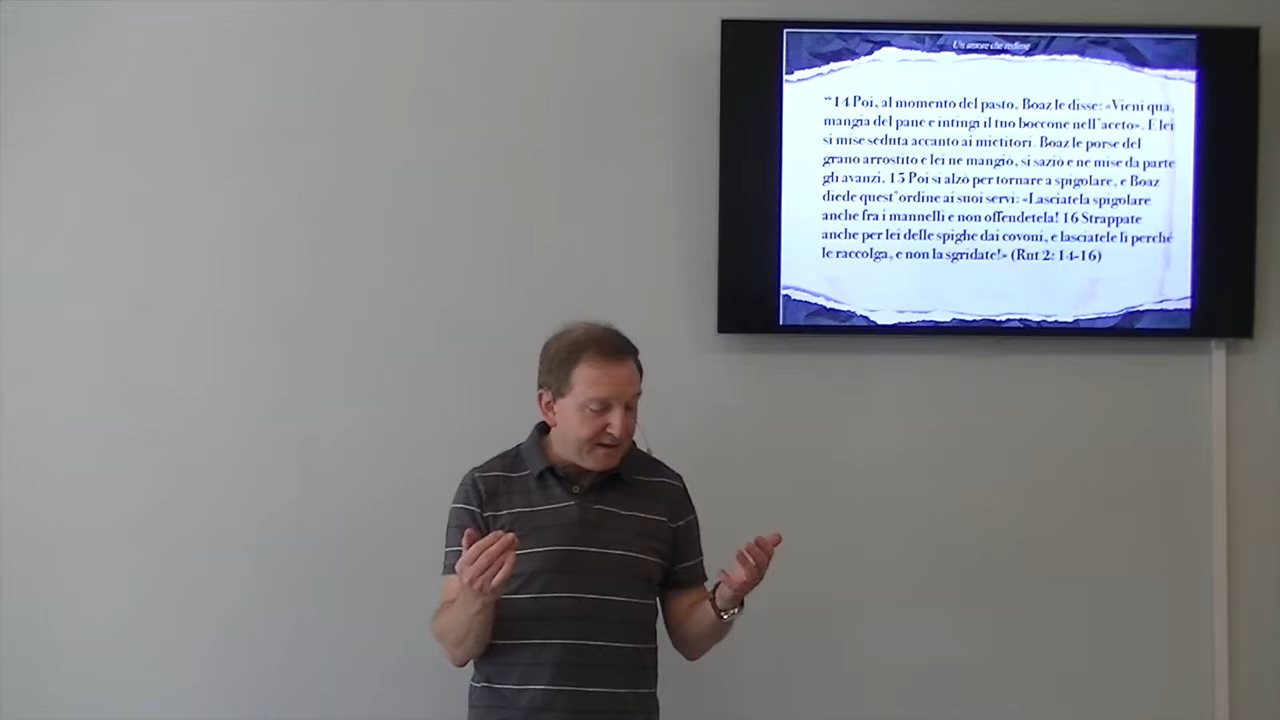 Un amore che redime
“14 Poi, al momento del pasto, Boaz le disse: «Vieni qua,
mangia del pane e intingi il tuo boccone nell'aceto». E lei
si mise seduta accanto ai mietitori. Boaz le porse del
grano arrostito e lei ne mangiò, si saziò e ne mise da parte
gli avanzi. 15 Poi si alzò per tornare a spigolare, e Boaz
diede quest'ordine ai suoi servi: «Lasciatela spigolare
anche fra i mannelli e non offendetela! 16 Strappate
anche per lei delle spighe dai covoni, e lasciatele lì perché
le raccolga, e non la sgridate!» (Rut 2: 14-16)